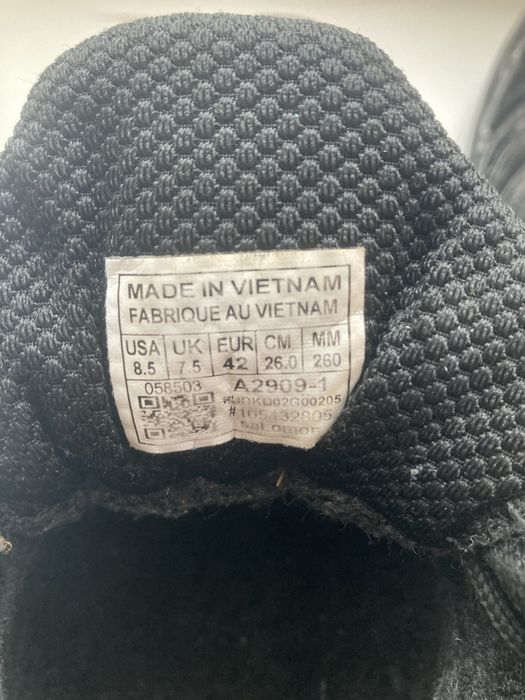 MADE IN VIETNAM
FABRIQUE AU VIETNAM
USA UK EUR CM MM
8.5 7.5 42 26.0 260
058503 A2909-1
#105432805